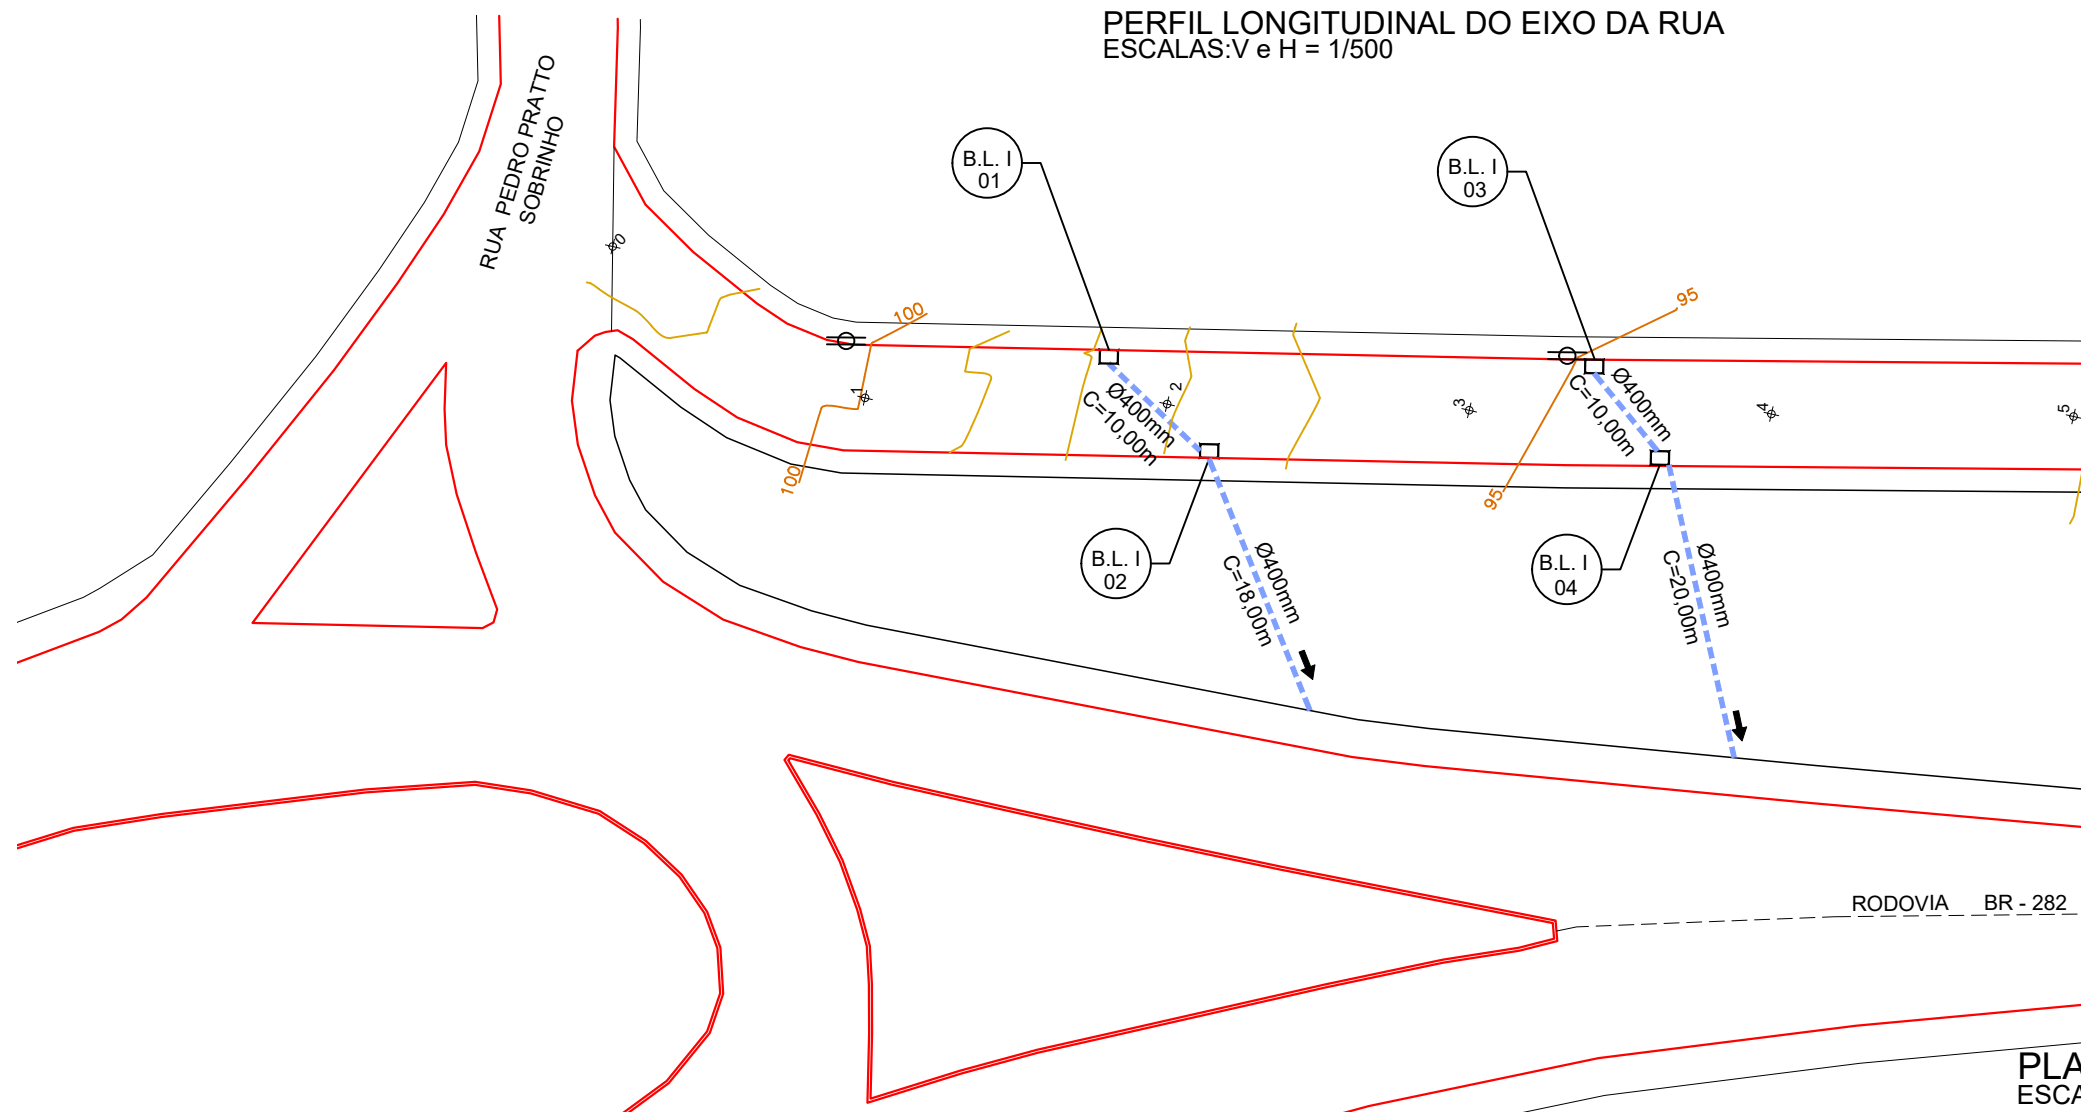 PERFIL LONGITUDINAL DO EIXO DA RUA
ESCALAS:V e H = 1/500
RUA PEDRO PRATTO
SOBRINHO
B.L. I
01
B.L. I
03
0
100
95
1
2
3
4
5
Ø400mm
C=10,00m
Ø400mm
C=10,00m
100
95
B.L. I
02
B.L. I
04
Ø400mm
C=18,00m
Ø400mm
C=20,00m
RODOVIA BR - 282
PLA
ESCA